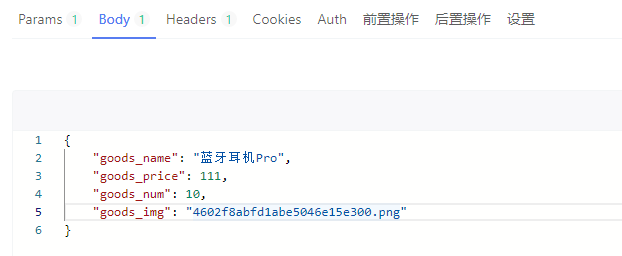 Params 1 Body 1 Headers 1 Cookies Auth 前置操作 后置操作 设置
1 {
2 "goods_name": "蓝牙耳机Pro",
3 "goods_price": 111,
4 "goods_num": 10,
5 "goods_img": "4602f8abfd1abe5046e15e300.png"
6 }